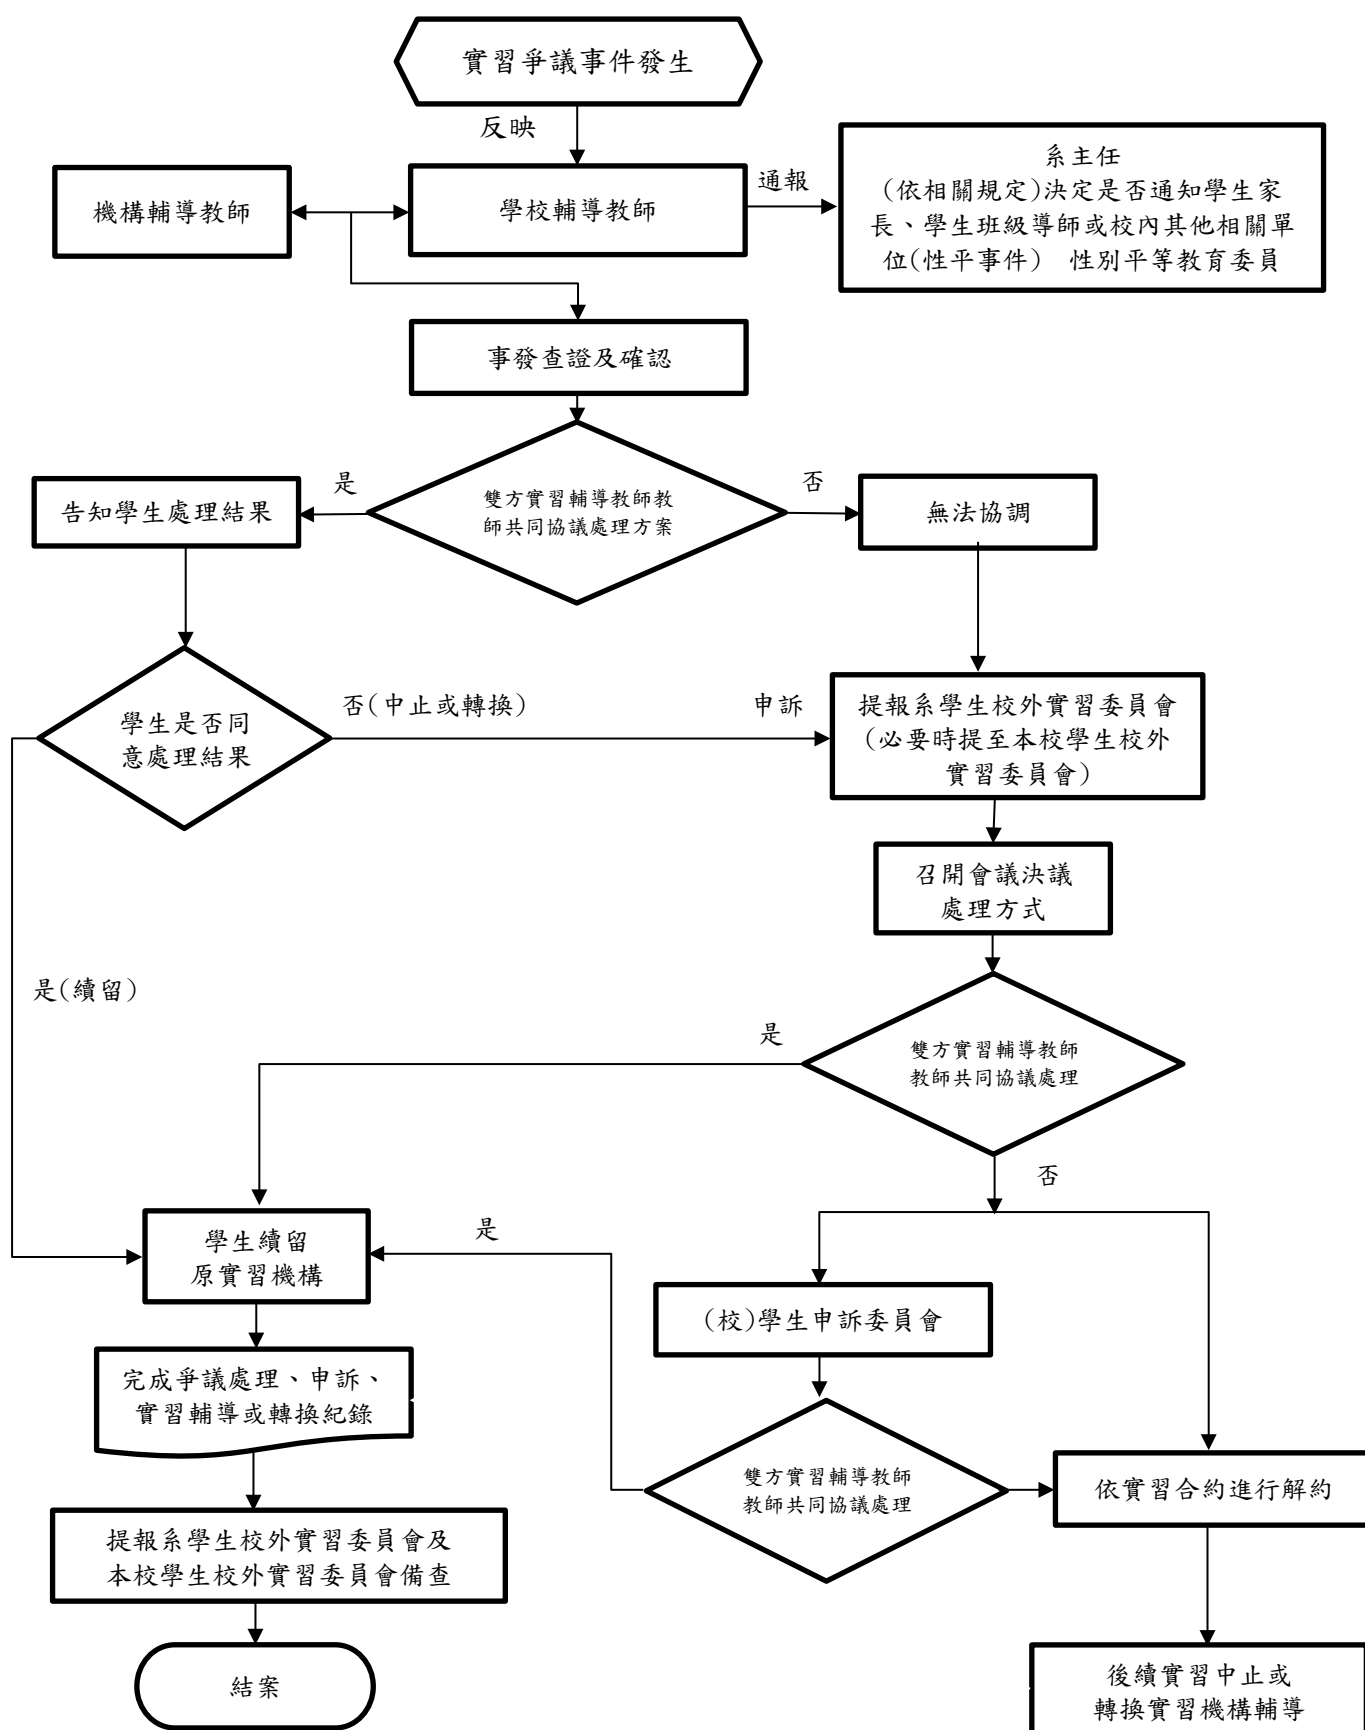 實習爭議事件發生
反映
機構輔導教師
學校輔導教師
通報
系主任
(依相關規定)決定是否通知學生家
長、學生班級導師或校內其他相關單
位(性平事件) 性別平等教育委員
事發查證及確認
雙方實習輔導教師教
師共同協議處理方案
是
否
告知學生處理結果
無法協調
學生是否同
意處理結果
否(中止或轉換)
申訴
提報系學生校外實習委員會
(必要時提至本校學生校外
實習委員會)
召開會議決議
處理方式
是(續留)
雙方實習輔導教師
教師共同協議處理
是
否
學生續留
原實習機構
是
(校)學生申訴委員會
完成爭議處理、申訴、
實習輔導或轉換紀錄
雙方實習輔導教師
教師共同協議處理
依實習合約進行解約
提報系學生校外實習委員會及
本校學生校外實習委員會備查
結案
後續實習中止或
轉換實習機構輔導